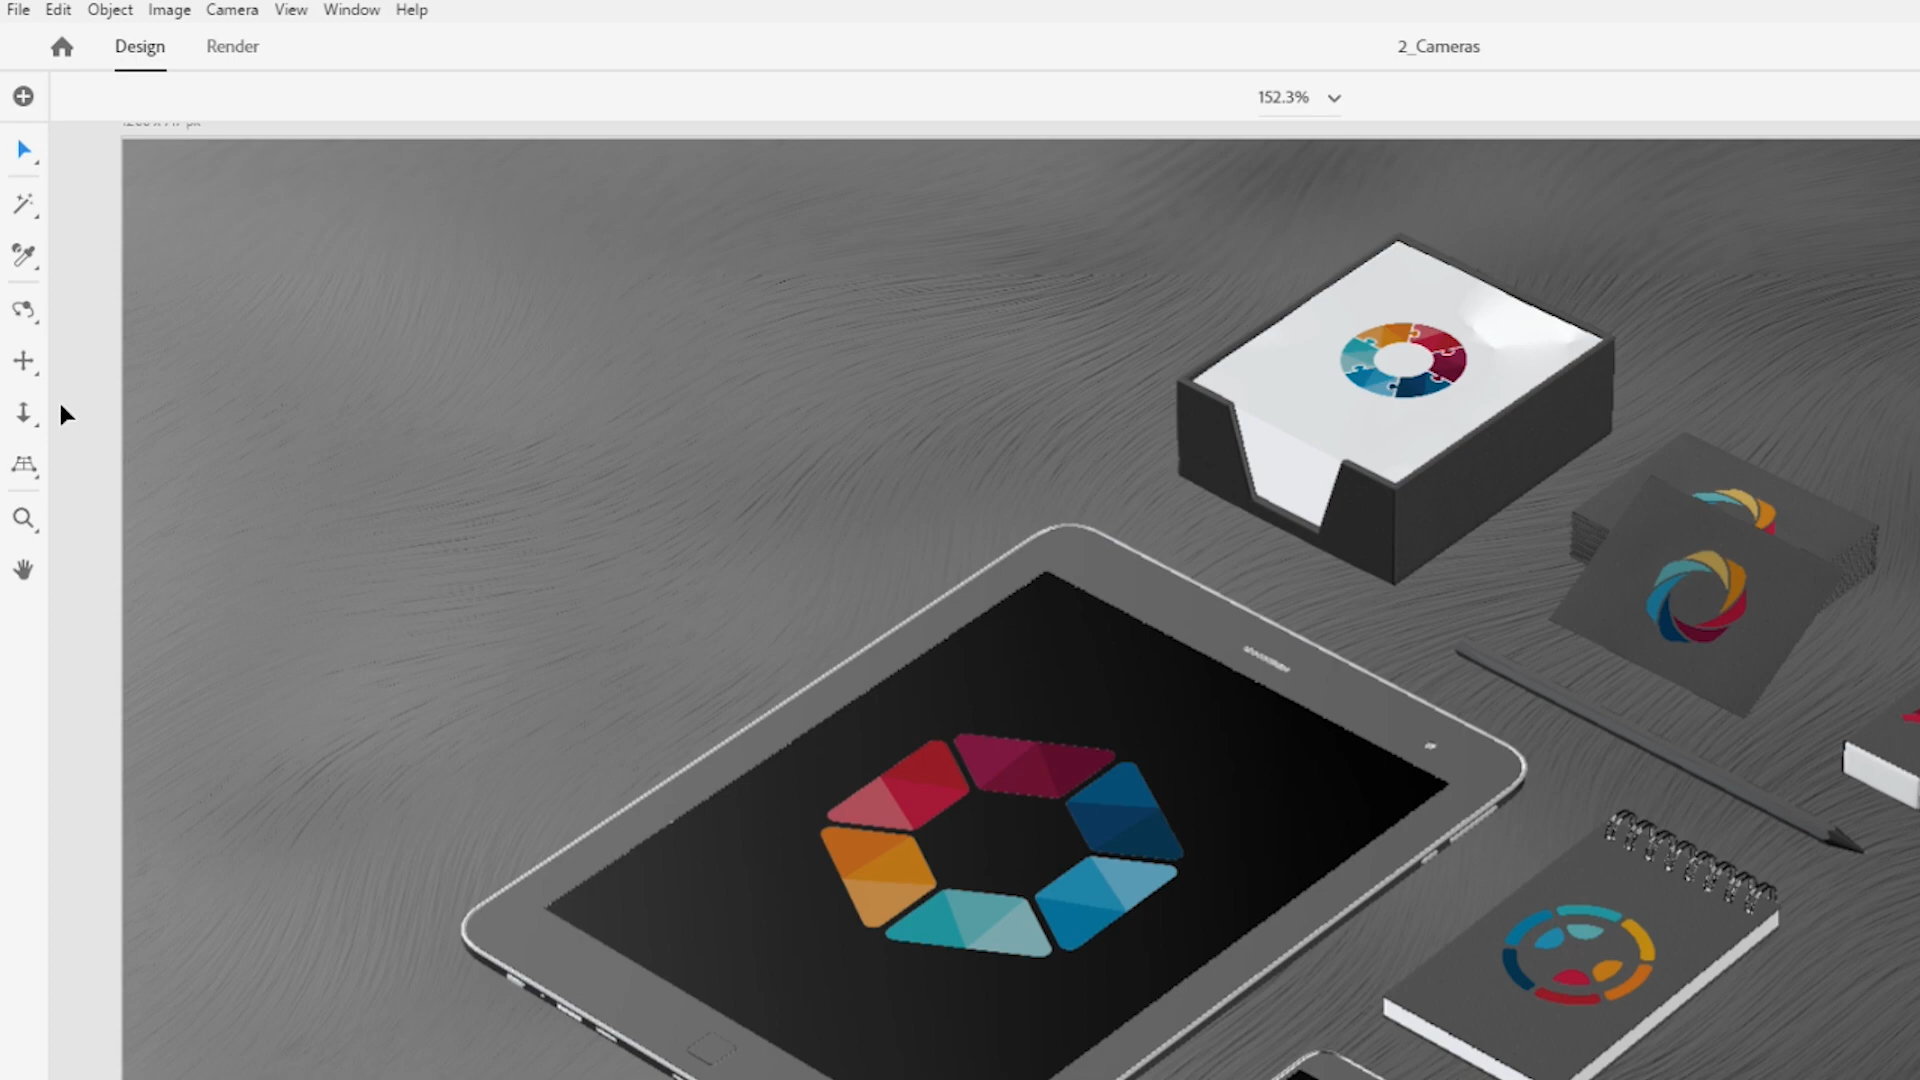 File Edit Object Image Camera View Window Help
Design Render 2_Cameras
152.3%